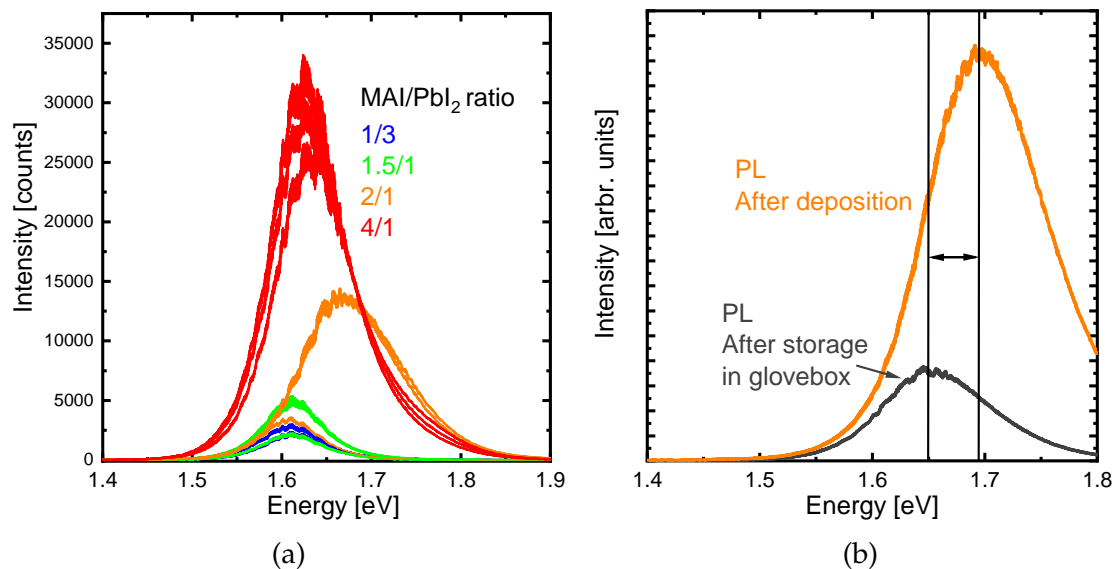 35000
30000
25000
20000
15000
10000
5000
0
Intensity [counts]
MAI/PbI₂ ratio
1/3
1.5/1
2/1
4/1
1.4 1.5 1.6 1.7 1.8 1.9
Energy [eV]
(a)
Intensity [arbr. units]
PL
After deposition
PL
After storage
in glovebox
1.4 1.5 1.6 1.7 1.8
Energy [eV]
(b)